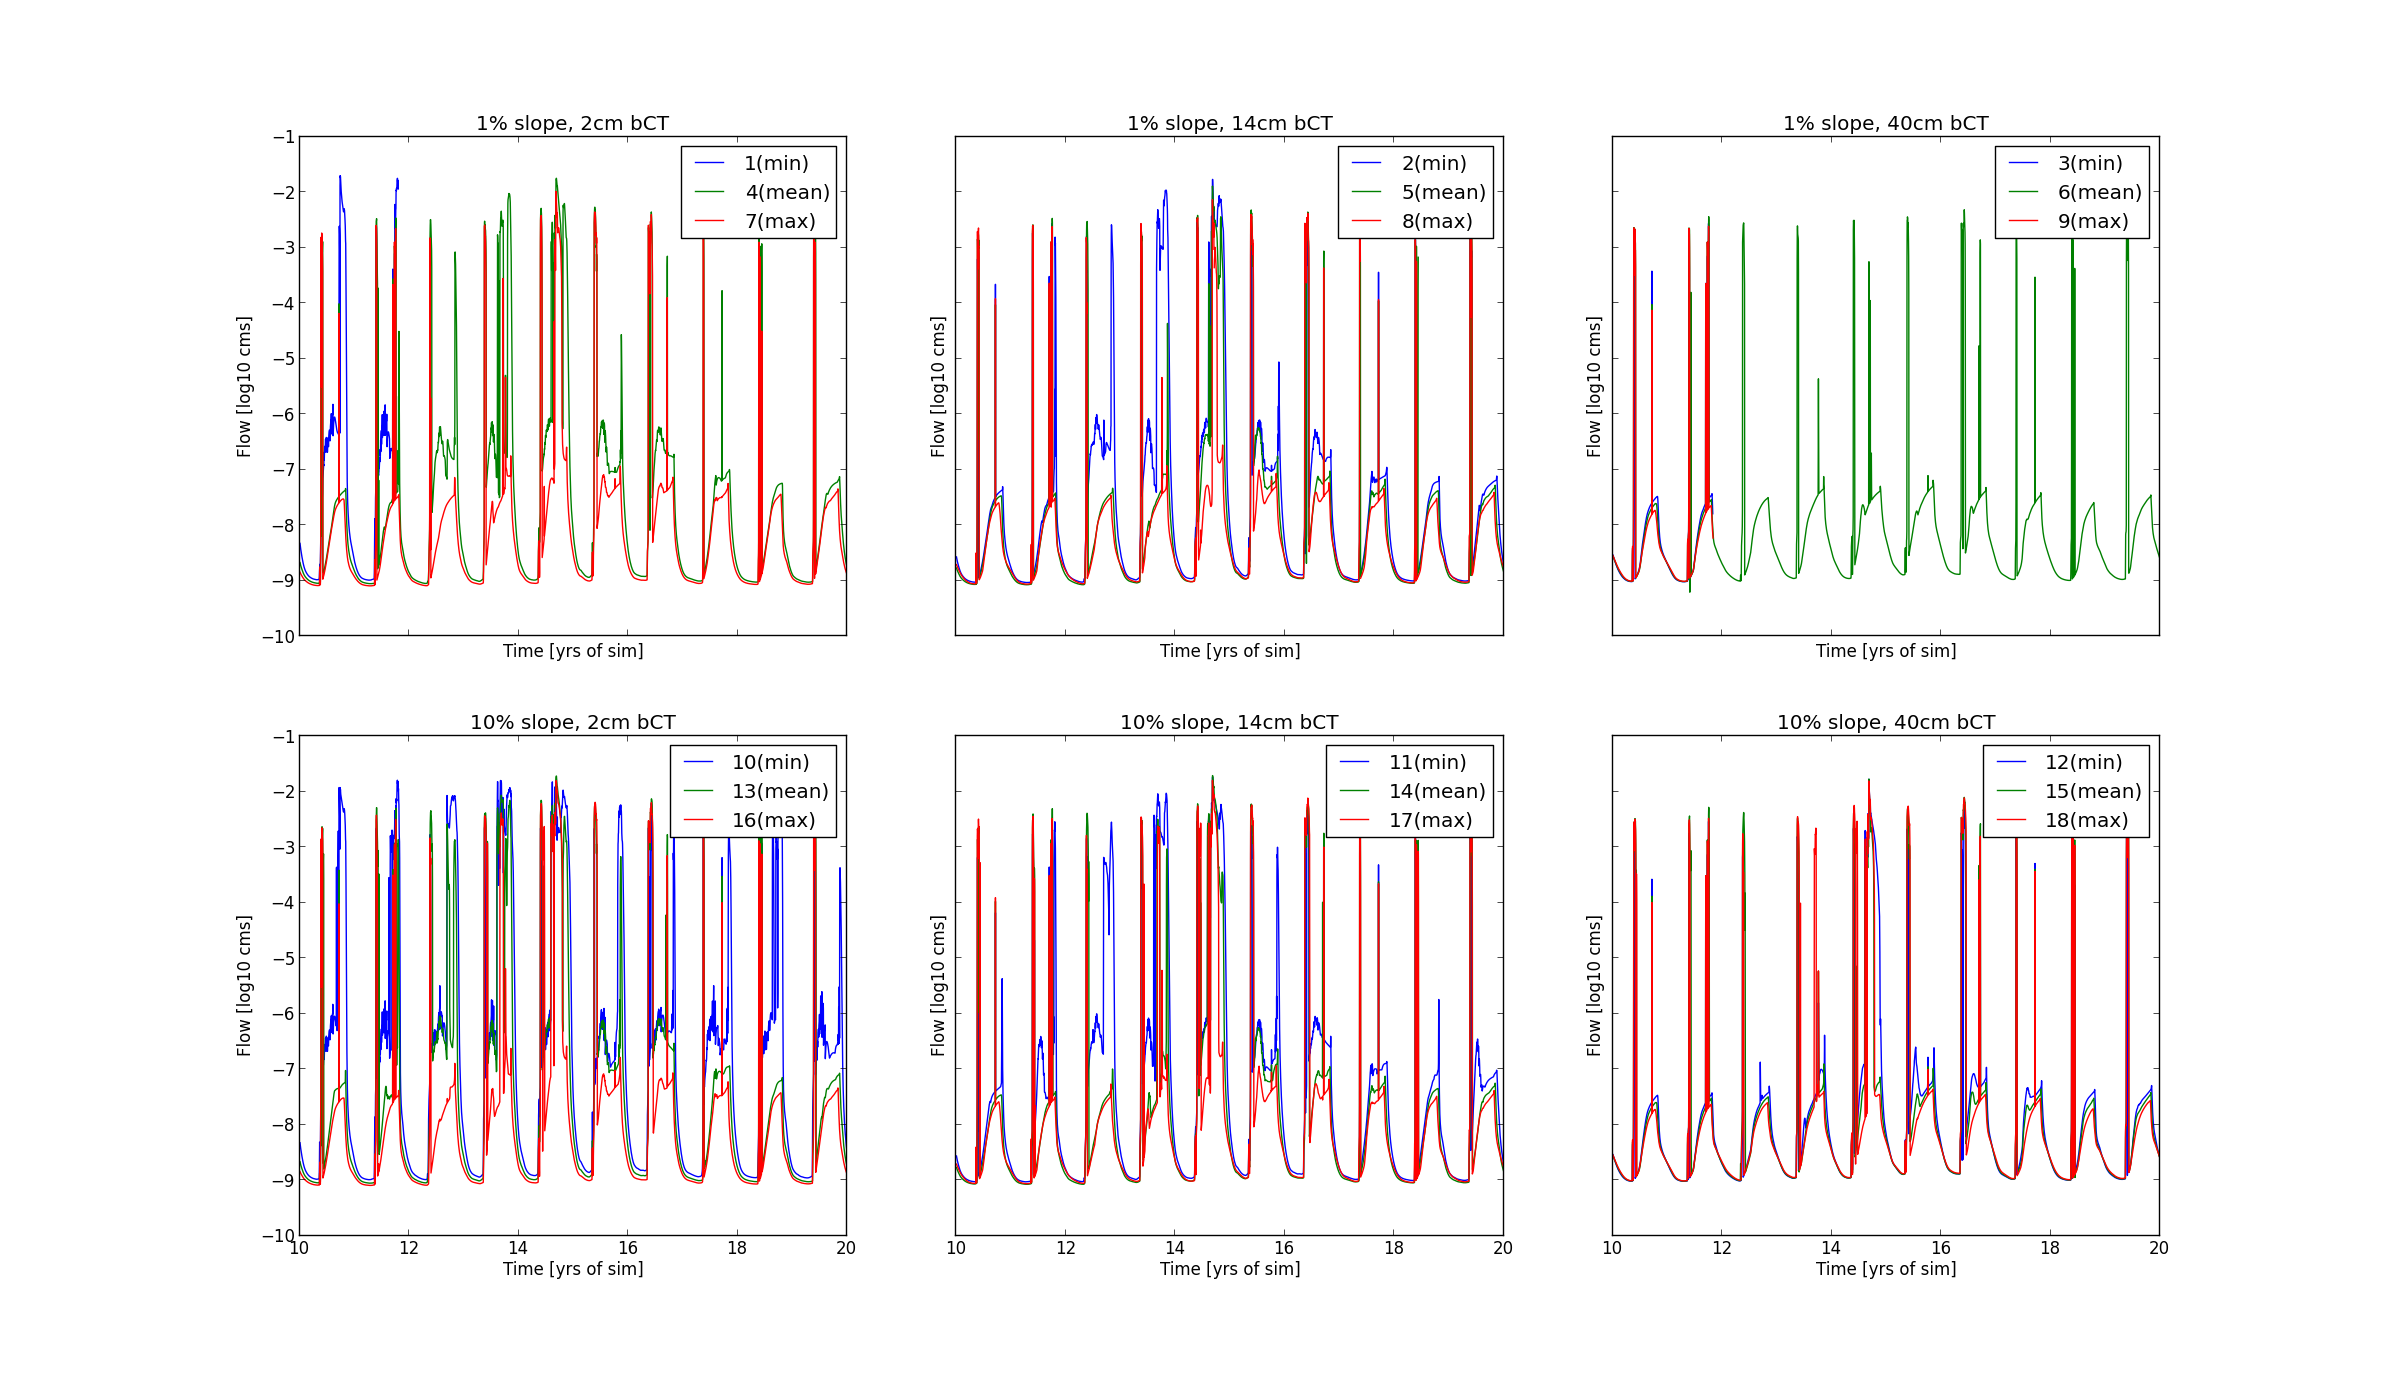 1% slope, 2cm bCT
1% slope, 14cm bCT
1% slope, 40cm bCT
−1
−2
−3
−4
−5
−6
−7
−8
−9
−10
Flow [log10 cms]
1(min)
4(mean)
7(max)
Time [yrs of sim]
Flow [log10 cms]
2(min)
5(mean)
8(max)
Time [yrs of sim]
Flow [log10 cms]
3(min)
6(mean)
9(max)
Time [yrs of sim]
10% slope, 2cm bCT
10% slope, 14cm bCT
10% slope, 40cm bCT
−1
−2
−3
−4
−5
−6
−7
−8
−9
−10
Flow [log10 cms]
10(min)
13(mean)
16(max)
10 12 14 16 18 20
Time [yrs of sim]
Flow [log10 cms]
11(min)
14(mean)
17(max)
10 12 14 16 18 20
Time [yrs of sim]
Flow [log10 cms]
12(min)
15(mean)
18(max)
10 12 14 16 18 20
Time [yrs of sim]